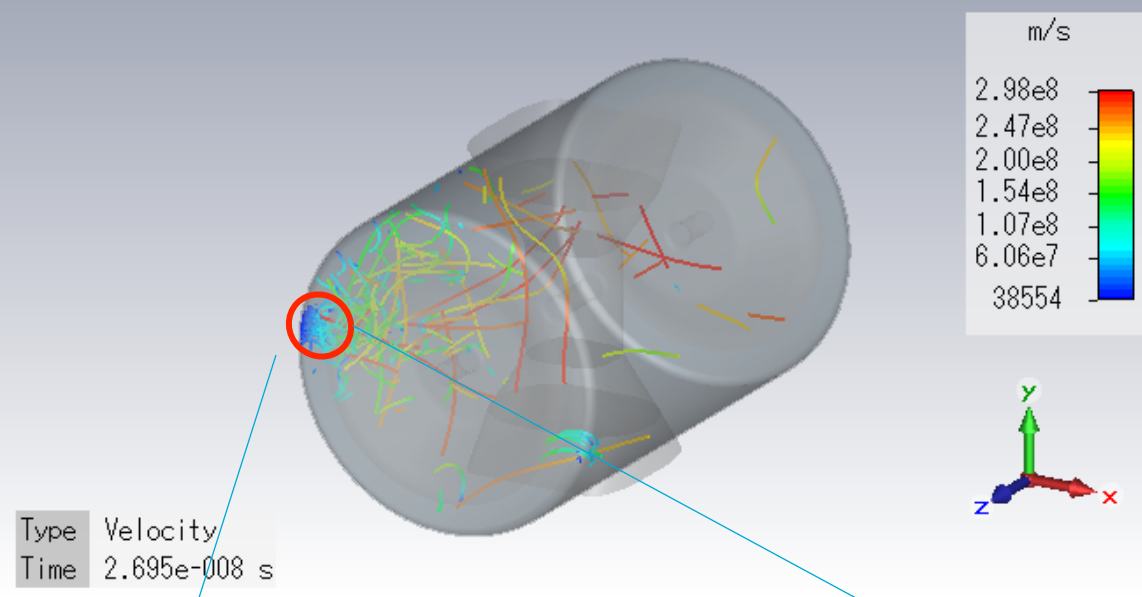 m/s
2.98e8
2.47e8
2.00e8
1.54e8
1.07e8
6.06e7
38554
y
x
z
Type Velocity
Time 2.695e-008 s